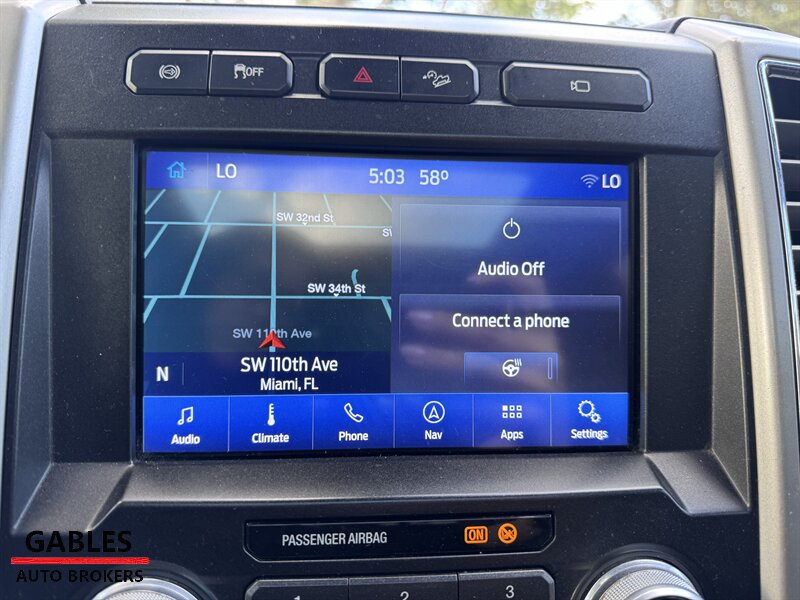 OFF
LO 5:03 58° LO
SW 32nd St
SW 34th St
SW 110th Ave
N SW 110th Ave
Miami, FL
Audio Off
Connect a phone
Audio Climate Phone Nav Apps Settings
PASSENGER AIRBAG ON
1 2 3
GABLES
AUTO BROKERS